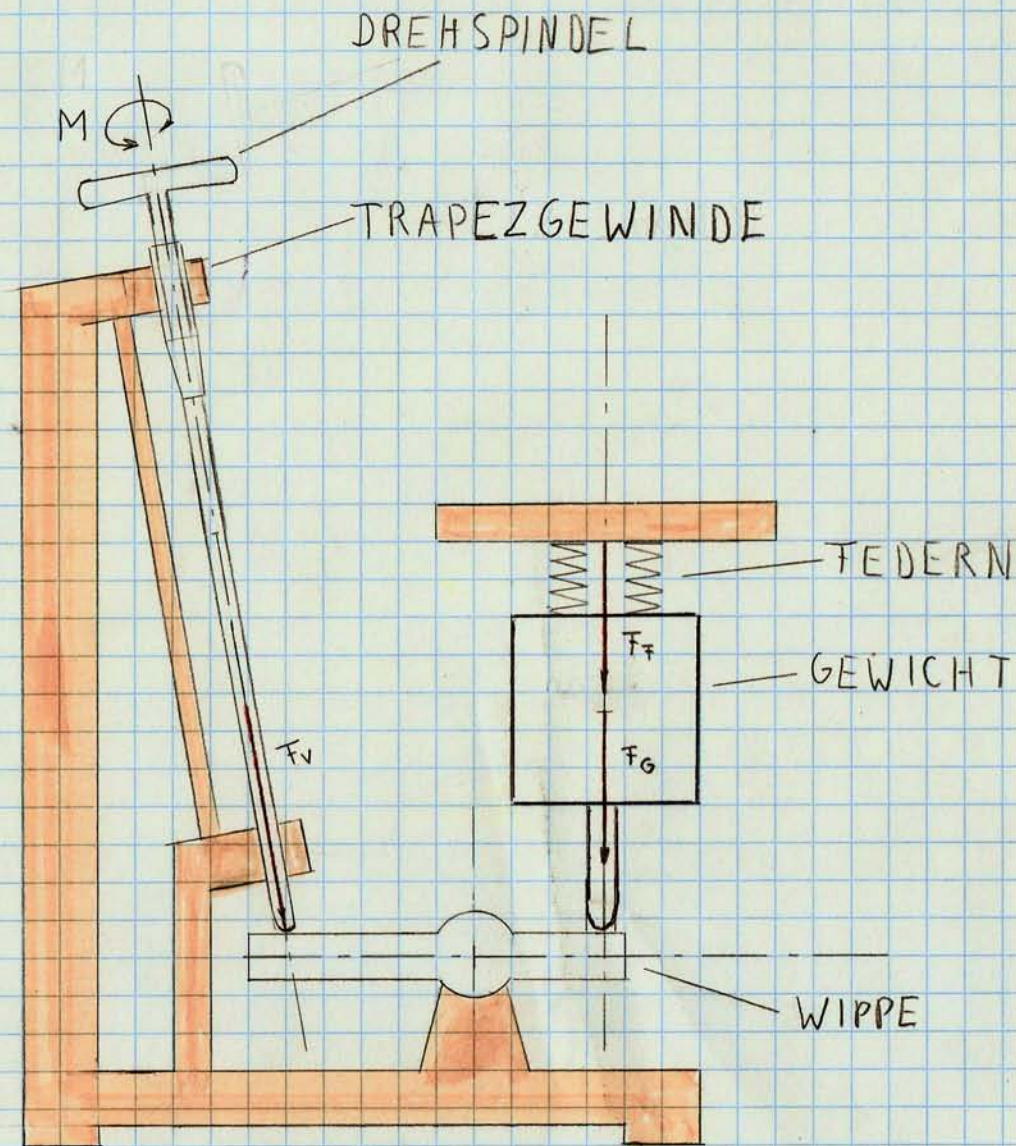 DREHSPINDEL
M
TRAPEZGEWINDE
FEDERN
F_F
GEWICHT
F_V
F_G
WIPPE